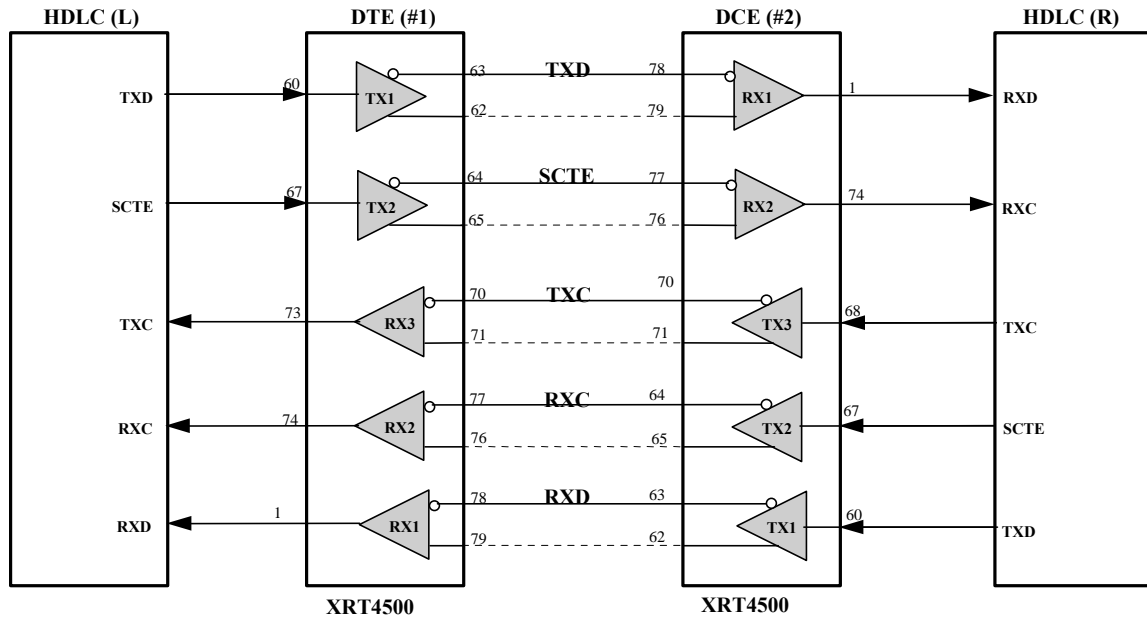 HDLC (L) DTE (#1) DCE (#2) HDLC (R)
63 TXD 78
TXD 60 TX1 RX1 1 RXD
62 79
64 SCTE 77
SCTE 67 TX2 RX2 74 RXC
65 76
70 TXC 70
TXC 73 RX3 TX3 68 TXC
71 71
77 RXC 64
RXC 74 RX2 TX2 67 SCTE
76 65
78 RXD 63
RXD 1 RX1 TX1 60 TXD
79 62
XRT4500 XRT4500